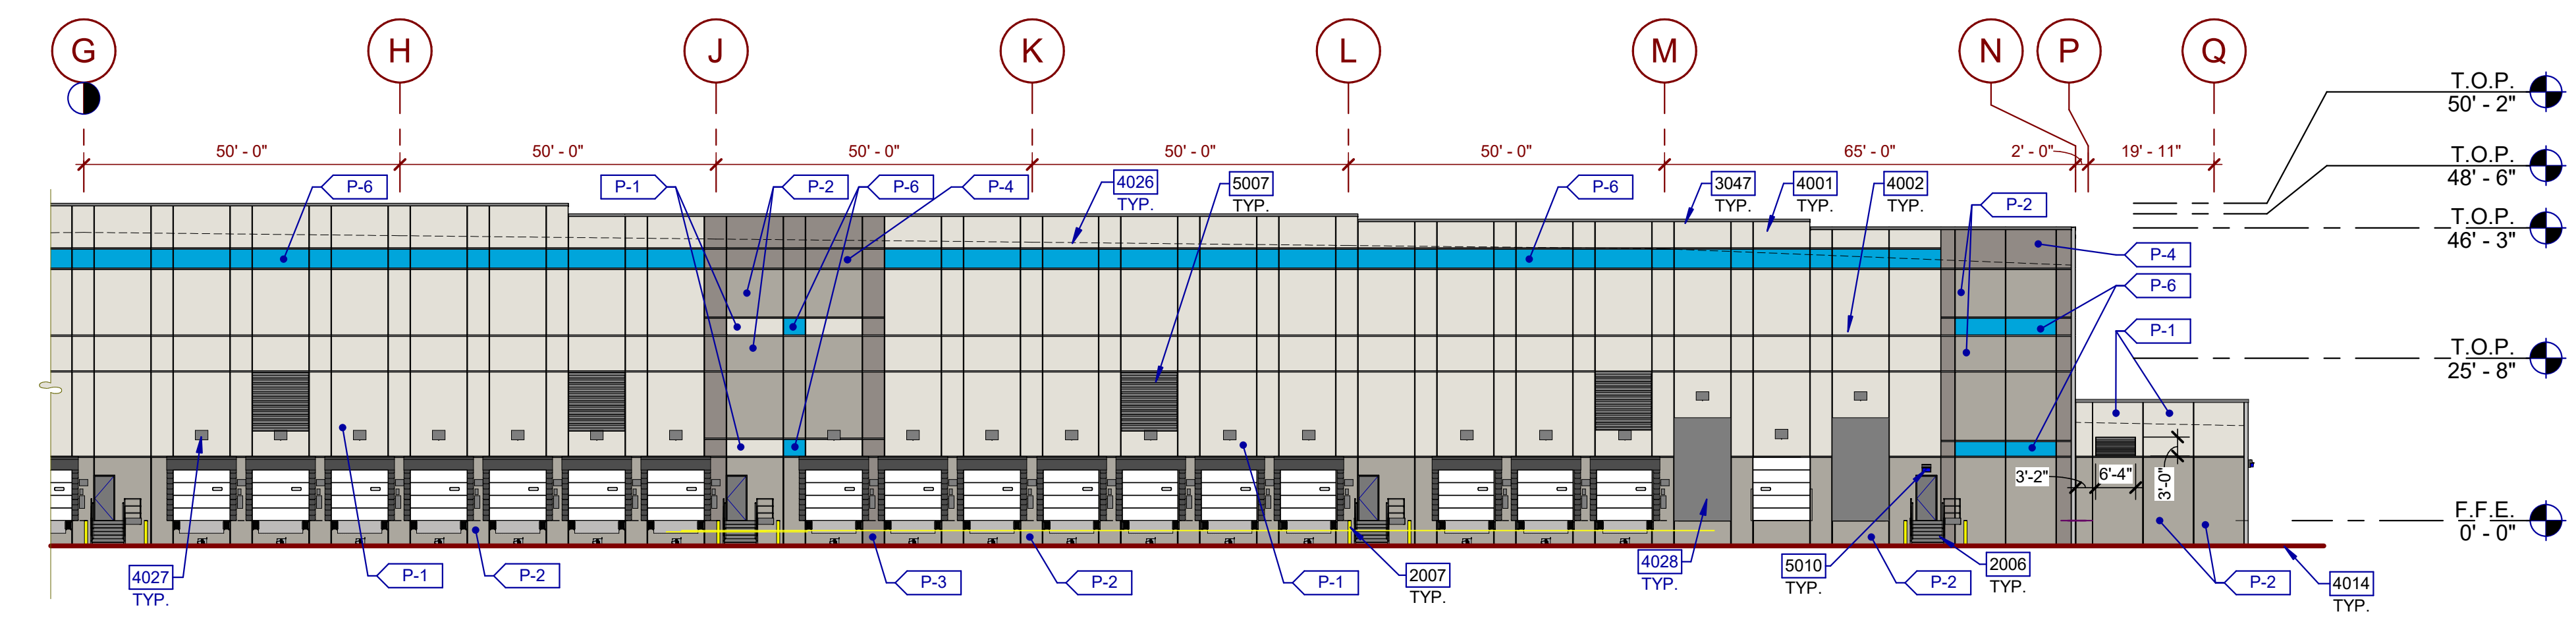 G H J K L M N P Q
T.O.P.
50' - 2"
50' - 0" 50' - 0" 50' - 0" 50' - 0" 50' - 0" 65' - 0" 2' - 0" 19' - 11"
T.O.P.
48' - 6"
P-6 P-1 P-2 P-6 P-4 4026 5007 P-6 3047 4001 4002
TYP. TYP. TYP. TYP. TYP.
P-2
T.O.P.
46' - 3"
P-4
P-6
P-1
T.O.P.
25' - 8"
3'-2" 6'-4" 3'-0"
F.F.E.
0' - 0"
4027 P-1 P-2 P-3 P-2 P-1 2007 4028 5010 P-2 2006 P-2 4014
TYP. TYP. TYP. TYP. TYP. TYP.